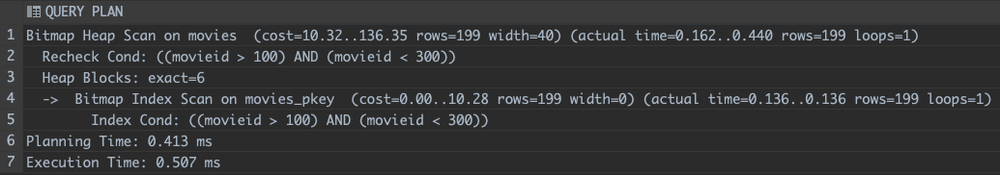 QUERY PLAN
1 Bitmap Heap Scan on movies (cost=10.32..136.35 rows=199 width=40) (actual time=0.162..0.440 rows=199 loops=1)
2 Recheck Cond: ((movieid > 100) AND (movieid < 300))
3 Heap Blocks: exact=6
4 -> Bitmap Index Scan on movies_pkey (cost=0.00..10.28 rows=199 width=0) (actual time=0.136..0.136 rows=199 loops=1)
5 Index Cond: ((movieid > 100) AND (movieid < 300))
6 Planning Time: 0.413 ms
7 Execution Time: 0.507 ms